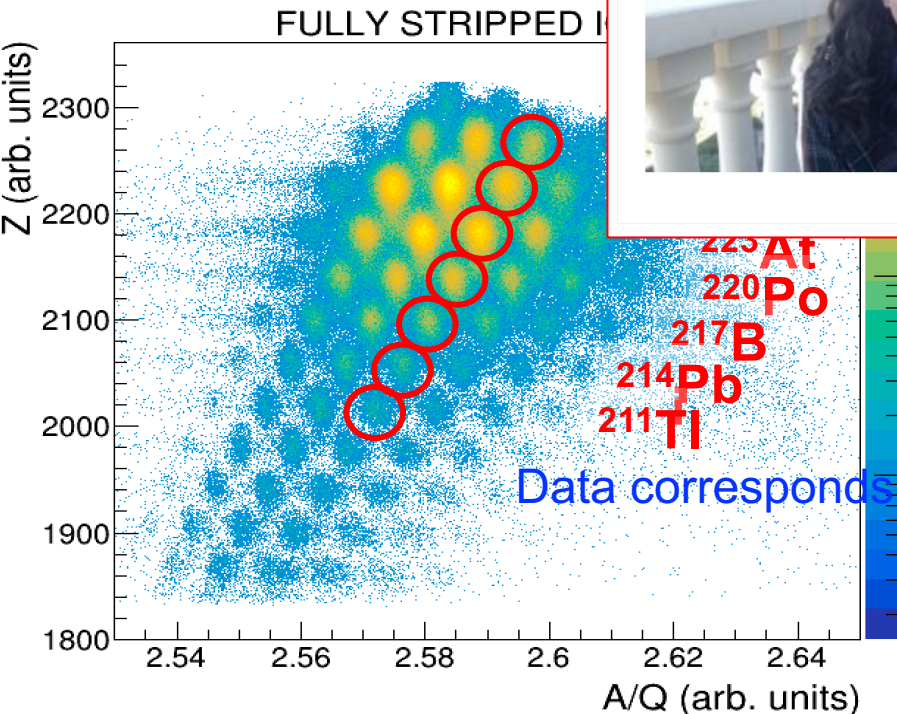 FULLY STRIPPED I
Z (arb. units)
2300
2200
2100
2000
1900
1800
2.54 2.56 2.58 2.6 2.62 2.64
A/Q (arb. units)
223At
220Po
217B
214Pb
211Tl
Data corresponds